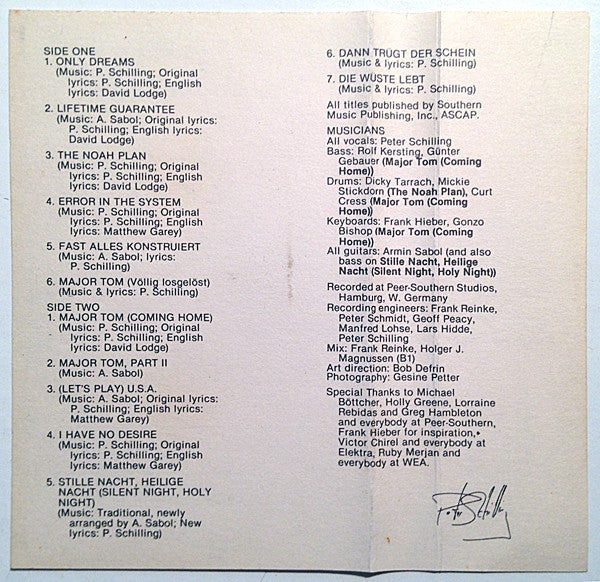 SIDE ONE
1. ONLY DREAMS
(Music: P. Schilling; Original
lyrics: P. Schilling; English
lyrics: David Lodge)
2. LIFETIME GUARANTEE
(Music: A. Sabol; Original lyrics:
P. Schilling; English lyrics:
David Lodge)
3. THE NOAH PLAN
(Music: P. Schilling; Original
lyrics: P. Schilling; English
lyrics: David Lodge)
4. ERROR IN THE SYSTEM
(Music: P. Schilling; Original
lyrics: P. Schilling; English
lyrics: Matthew Garey)
5. FAST ALLES KONSTRUIERT
(Music: A. Sabol; lyrics:
P. Schilling)
6. MAJOR TOM (Völlig losgelöst)
(Music & lyrics: P. Schilling)
SIDE TWO
1. MAJOR TOM (COMING HOME)
(Music: P. Schilling; Original
lyrics: P. Schilling; English
lyrics: David Lodge)
2. MAJOR TOM, PART II
(Music: A. Sabol)
3. (LET'S PLAY) U.S.A.
(Music: A. Sabol; Original lyrics:
P. Schilling; English lyrics:
Matthew Garey)
4. I HAVE NO DESIRE
(Music: P. Schilling; Original
lyrics: P. Schilling; English
lyrics: Matthew Garey)
5. STILLE NACHT, HEILIGE
NACHT (SILENT NIGHT, HOLY
NIGHT)
(Music: Traditional, newly
arranged by A. Sabol; New
lyrics: P. Schilling)
6. DANN TRÜGT DER SCHEIN
(Music & lyrics: P. Schilling)
7. DIE WÜSTE LEBT
(Music & lyrics: P. Schilling)
All titles published by Southern
Music Publishing, Inc., ASCAP.
MUSICIANS
All vocals: Peter Schilling
Bass: Rolf Kersting, Günter
Gebauer (Major Tom (Coming
Home))
Drums: Dicky Tarrach, Mickie
Stickdorn (The Noah Plan), Curt
Cress (Major Tom (Coming
Home))
Keyboards: Frank Hieber, Gonzo
Bishop (Major Tom (Coming
Home))
All guitars: Armin Sabol (and also
bass on Stille Nacht, Heilige
Nacht (Silent Night, Holy Night))
Recorded at Peer-Southern Studios,
Hamburg, W. Germany
Recording engineers: Frank Reinke,
Peter Schmidt, Geoff Peacy,
Manfred Lohse, Lars Hidde,
Peter Schilling
Mix: Frank Reinke, Holger J.
Magnussen (B1)
Art direction: Bob Defrin
Photography: Gesine Petter
Special Thanks to Michael
Böttcher, Holly Greene, Lorraine
Rebidas and Greg Hambleton
and everybody at Peer-Southern,
Frank Hieber for inspiration,
Victor Chirel and everybody at
Elektra, Ruby Merjan and
everybody at WEA.
Peter Schilling